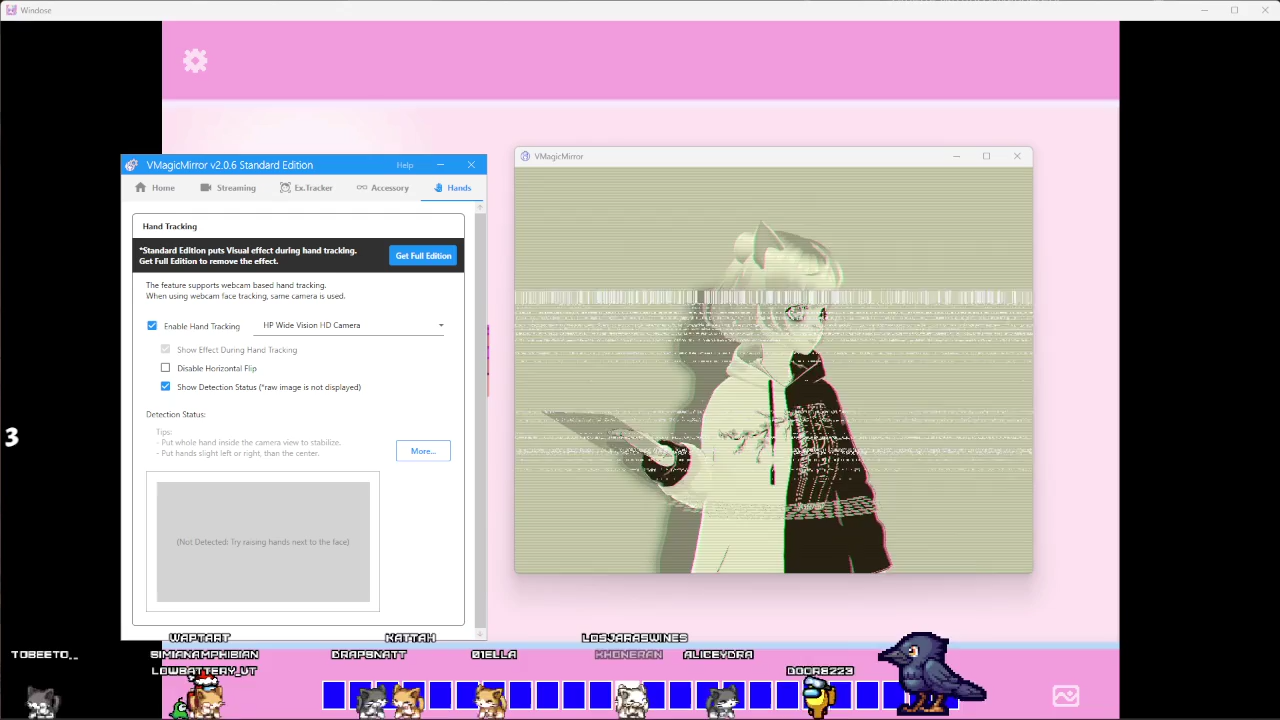 Windose
VMagicMirror v2.0.6 Standard Edition
Help
Home
Streaming
Ex.Tracker
Accessory
Hands
Hand Tracking
*Standard Edition puts Visual effect during hand tracking.
Get Full Edition to remove the effect.
Get Full Edition
The feature supports webcam based hand tracking.
When using webcam face tracking, same camera is used.
Enable Hand Tracking
HP Wide Vision HD Camera
Show Effect During Hand Tracking
Disable Horizontal Flip
Show Detection Status (*raw image is not displayed)
Detection Status:
Tips:
- Put whole hand inside the camera view to stabilize.
- Put hands slight left or right, than the center.
More...
(Not Detected: Try raising hands next to the face)
VMagicMirror
3
WAPTART
KATTAH
LOSJARASWINES
TOBEETO_
SIMIANAMPHIBIAN
DRAPSNATT
01ELLA
KHONERAN
ALICEYDRA
LOWBATTERY_VT
DOOR8223